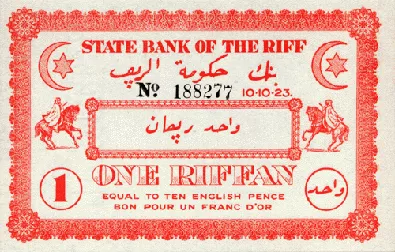 STATE BANK OF THE RIFF
بنك حكومة الريف
No 188277 10-10-23.
واحد ريفان
1 ONE RIFFAN واحد
EQUAL TO TEN ENGLISH PENCE
BON POUR UN FRANC D'OR